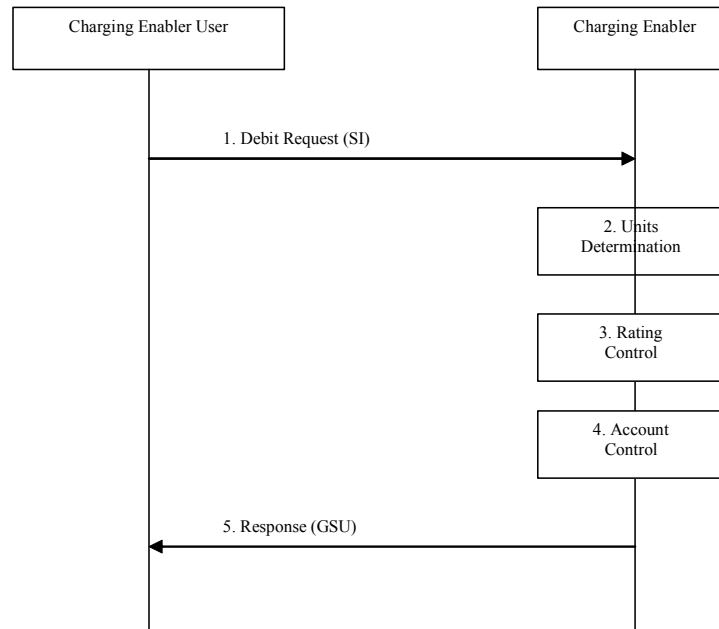 Charging Enabler User
Charging Enabler
1. Debit Request (SI)
2. Units
Determination
3. Rating
Control
4. Account
Control
5. Response (GSU)